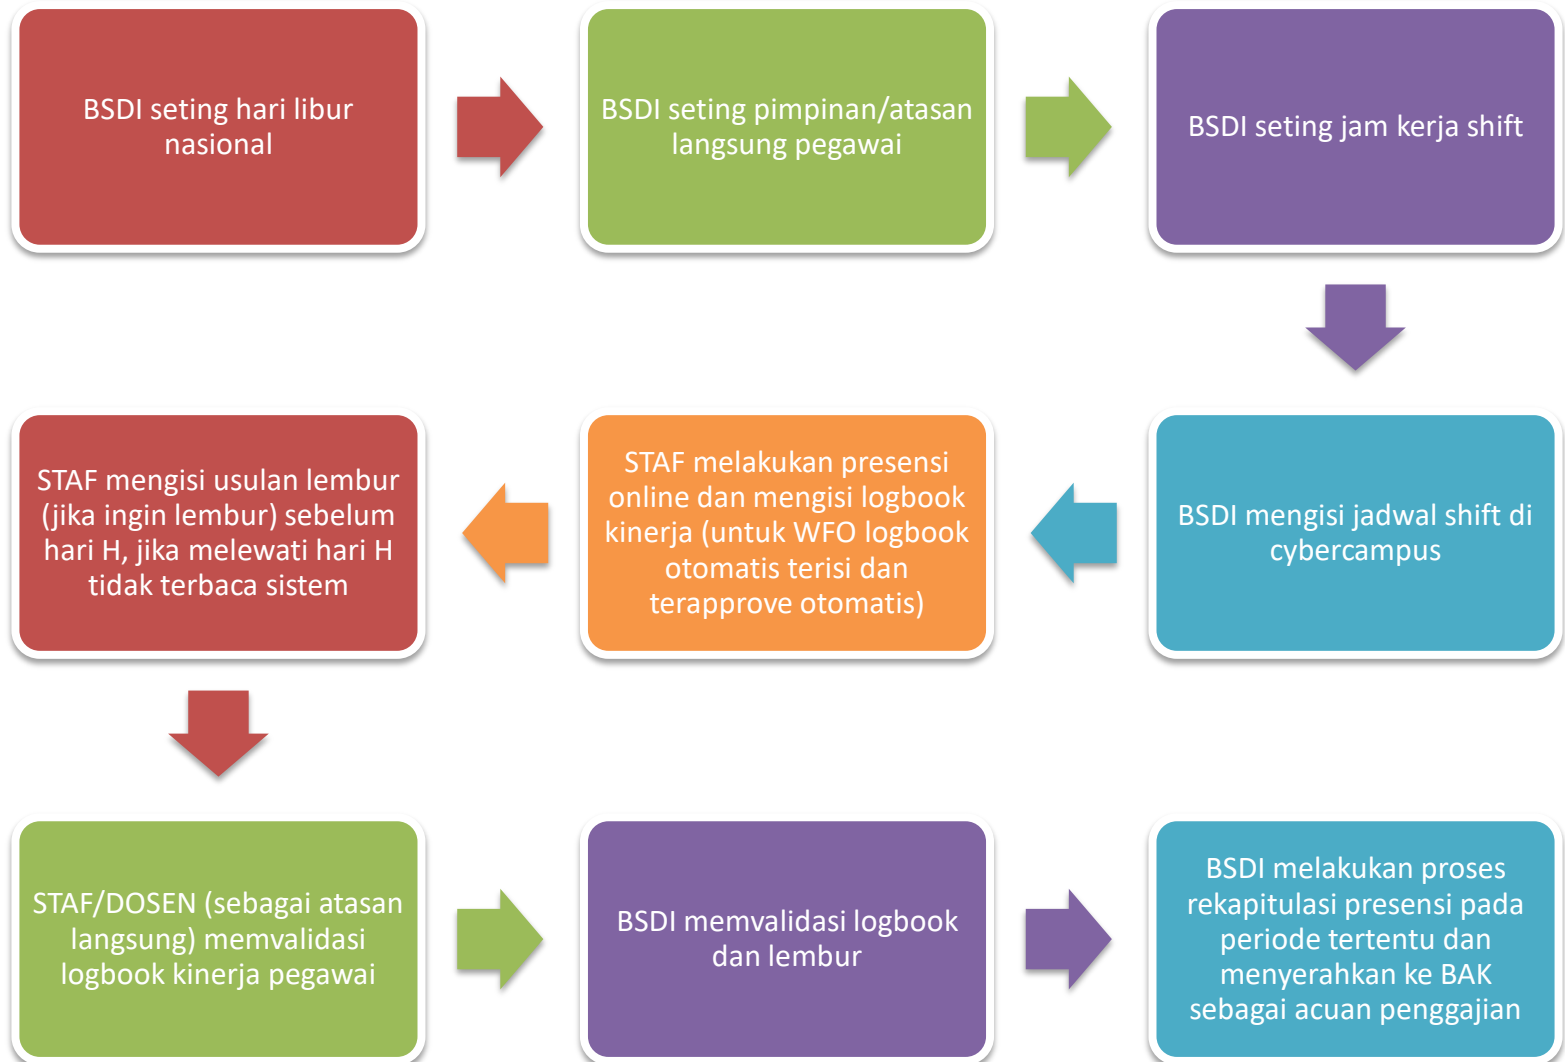 BSDI seting hari libur
nasional
BSDI seting pimpinan/atasan
langsung pegawai
BSDI seting jam kerja shift
BSDI mengisi jadwal shift di
cybercampus
STAF melakukan presensi
online dan mengisi logbook
kinerja (untuk WFO logbook
otomatis terisi dan
terapprove otomatis)
STAF mengisi usulan lembur
(jika ingin lembur) sebelum
hari H, jika melewati hari H
tidak terbaca sistem
STAF/DOSEN (sebagai atasan
langsung) memvalidasi
logbook kinerja pegawai
BSDI memvalidasi logbook
dan lembur
BSDI melakukan proses
rekapitulasi presensi pada
periode tertentu dan
menyerahkan ke BAK
sebagai acuan penggajian